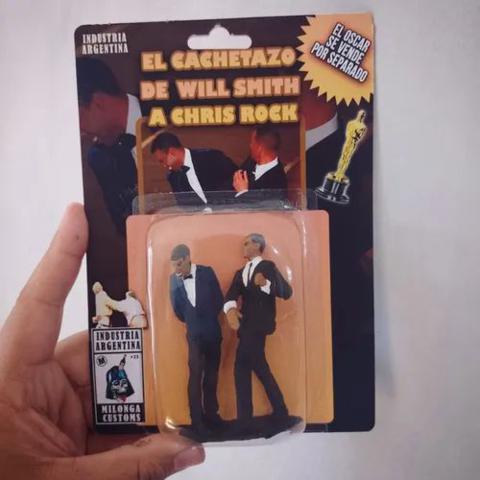 INDUSTRIA
ARGENTINA
EL CACHETAZO
DE WILL SMITH
A CHRIS ROCK
EL OSCAR
SE VENDE
POR SEPARADO
INDUSTRIA
ARGENTINA
MILONGA
CUSTOMS